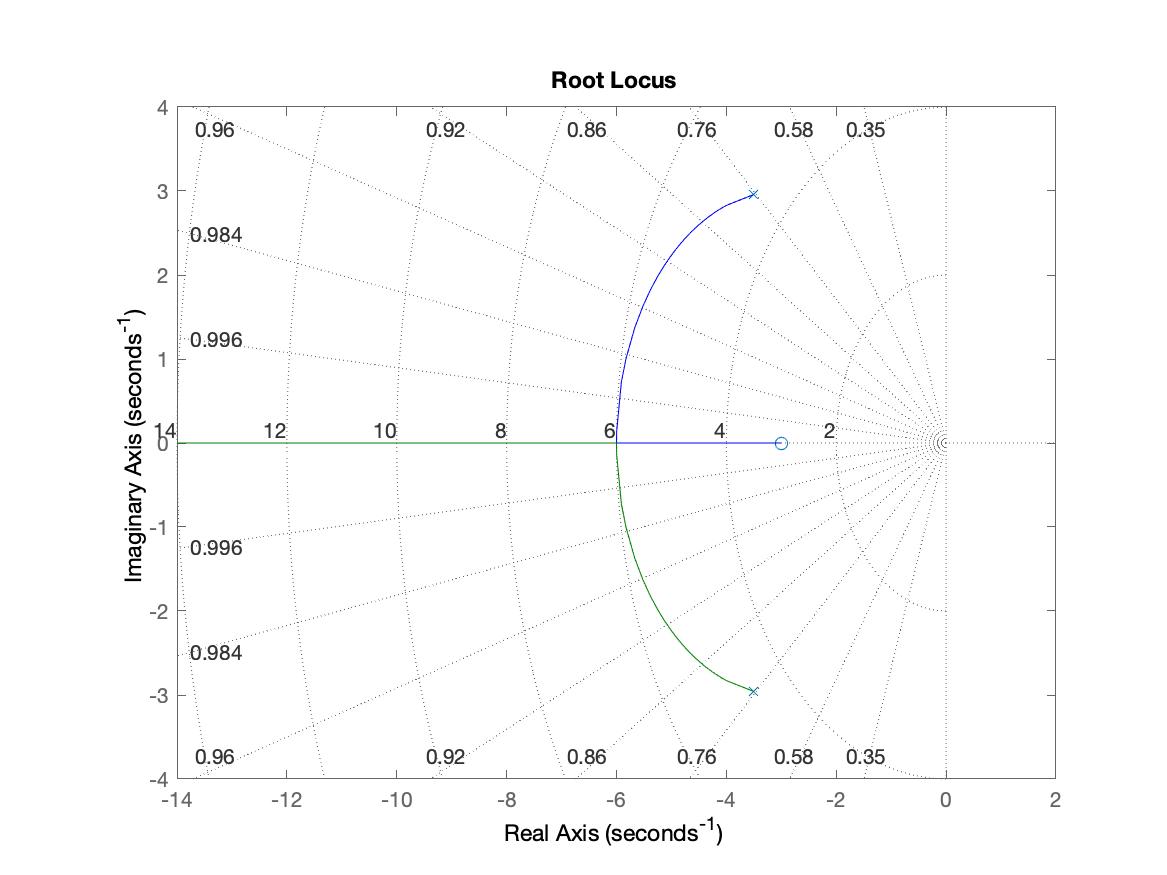 Root Locus
4
0.96 0.92 0.86 0.76 0.58 0.35
3
0.984
2
0.996
1
14 12 10 8 6 4 2
0
Imaginary Axis (seconds⁻¹)
-1
0.996
-2
0.984
-3
0.96 0.92 0.86 0.76 0.58 0.35
-4
-14 -12 -10 -8 -6 -4 -2 0 2
Real Axis (seconds⁻¹)